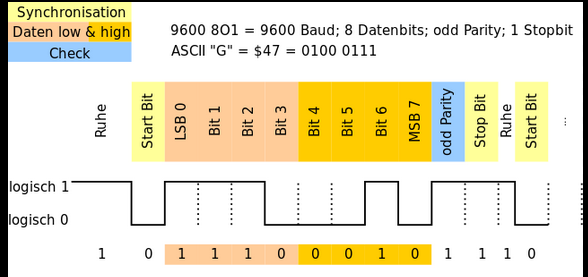 Synchronisation
Daten low & high
Check
9600 8O1 = 9600 Baud; 8 Datenbits; odd Parity; 1 Stopbit
ASCII "G" = $47 = 0100 0111
Ruhe Start Bit LSB 0 Bit 1 Bit 2 Bit 3 Bit 4 Bit 5 Bit 6 MSB 7 odd Parity Stop Bit Ruhe Start Bit ...
logisch 1
logisch 0
1 0 1 1 1 0 0 0 1 0 1 1 1 0